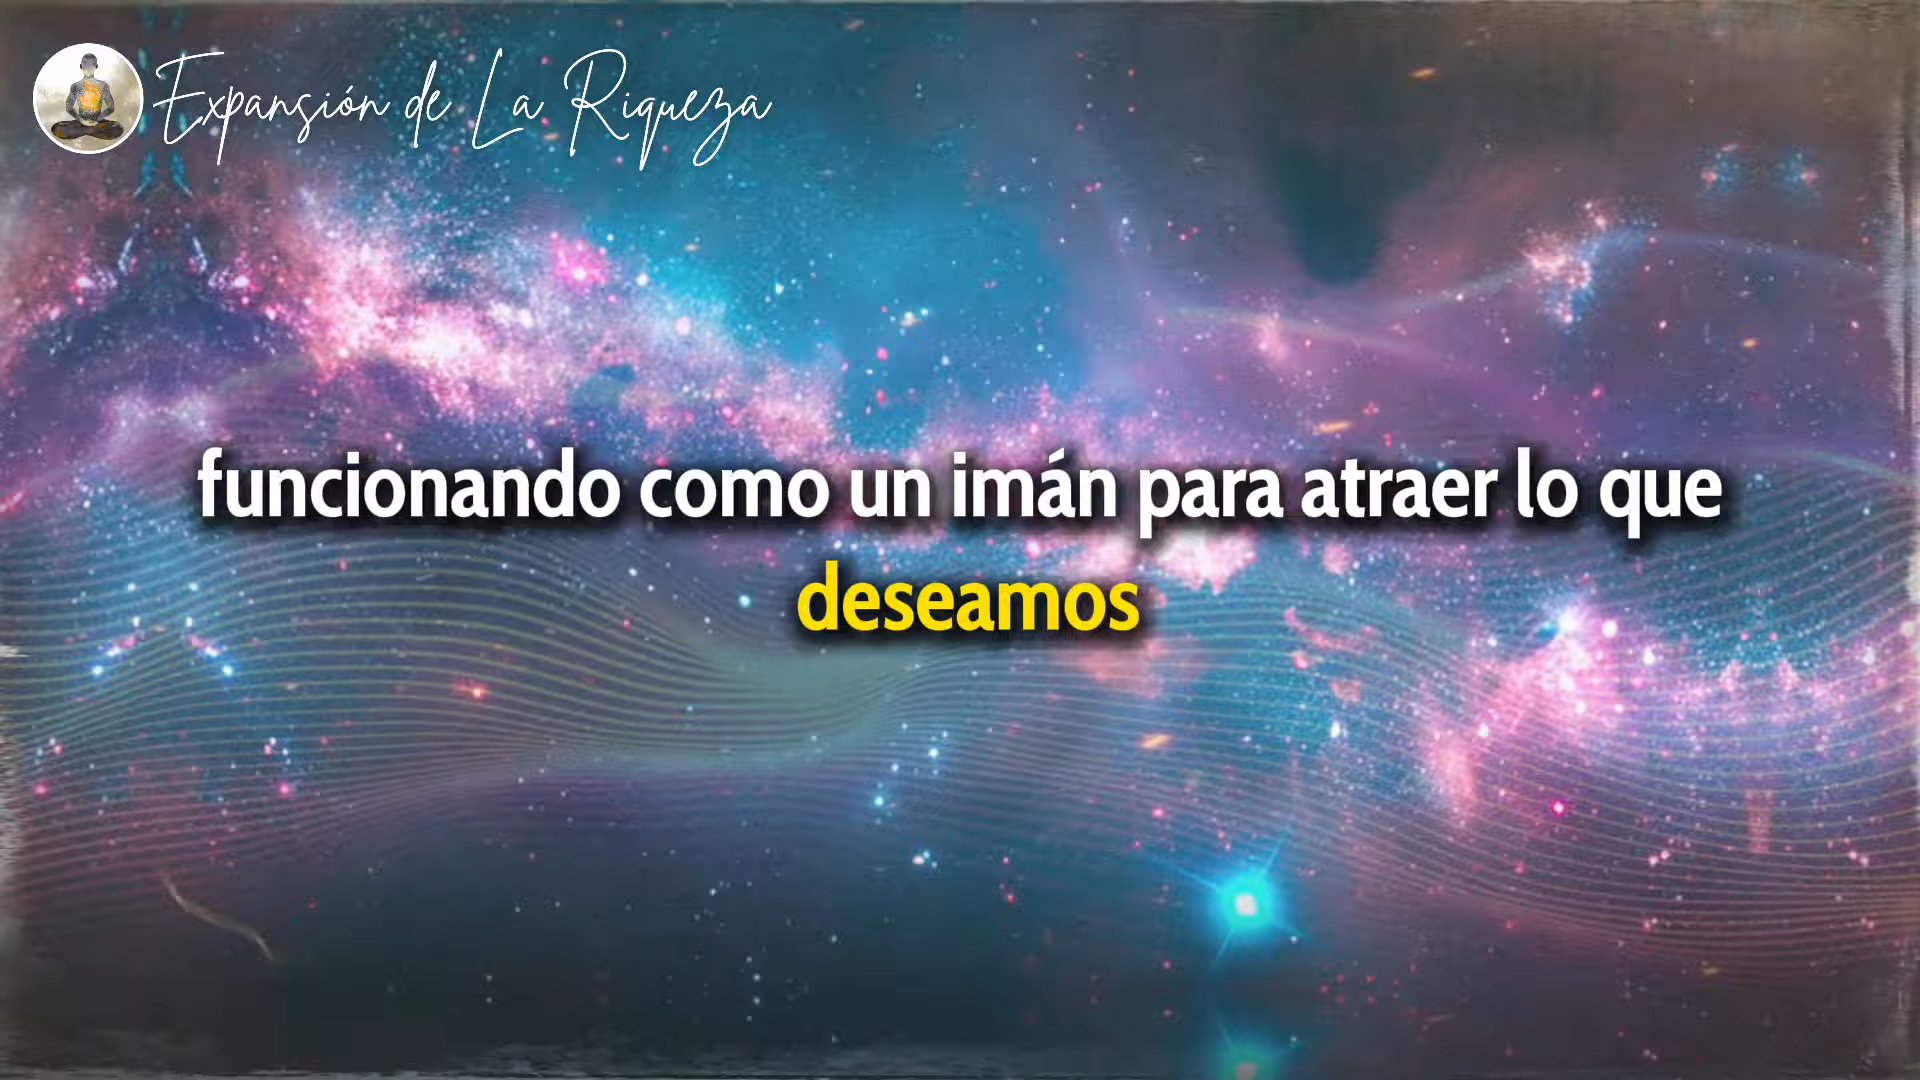 Expansión de La Riqueza
funcionando como un imán para atraer lo que
deseamos